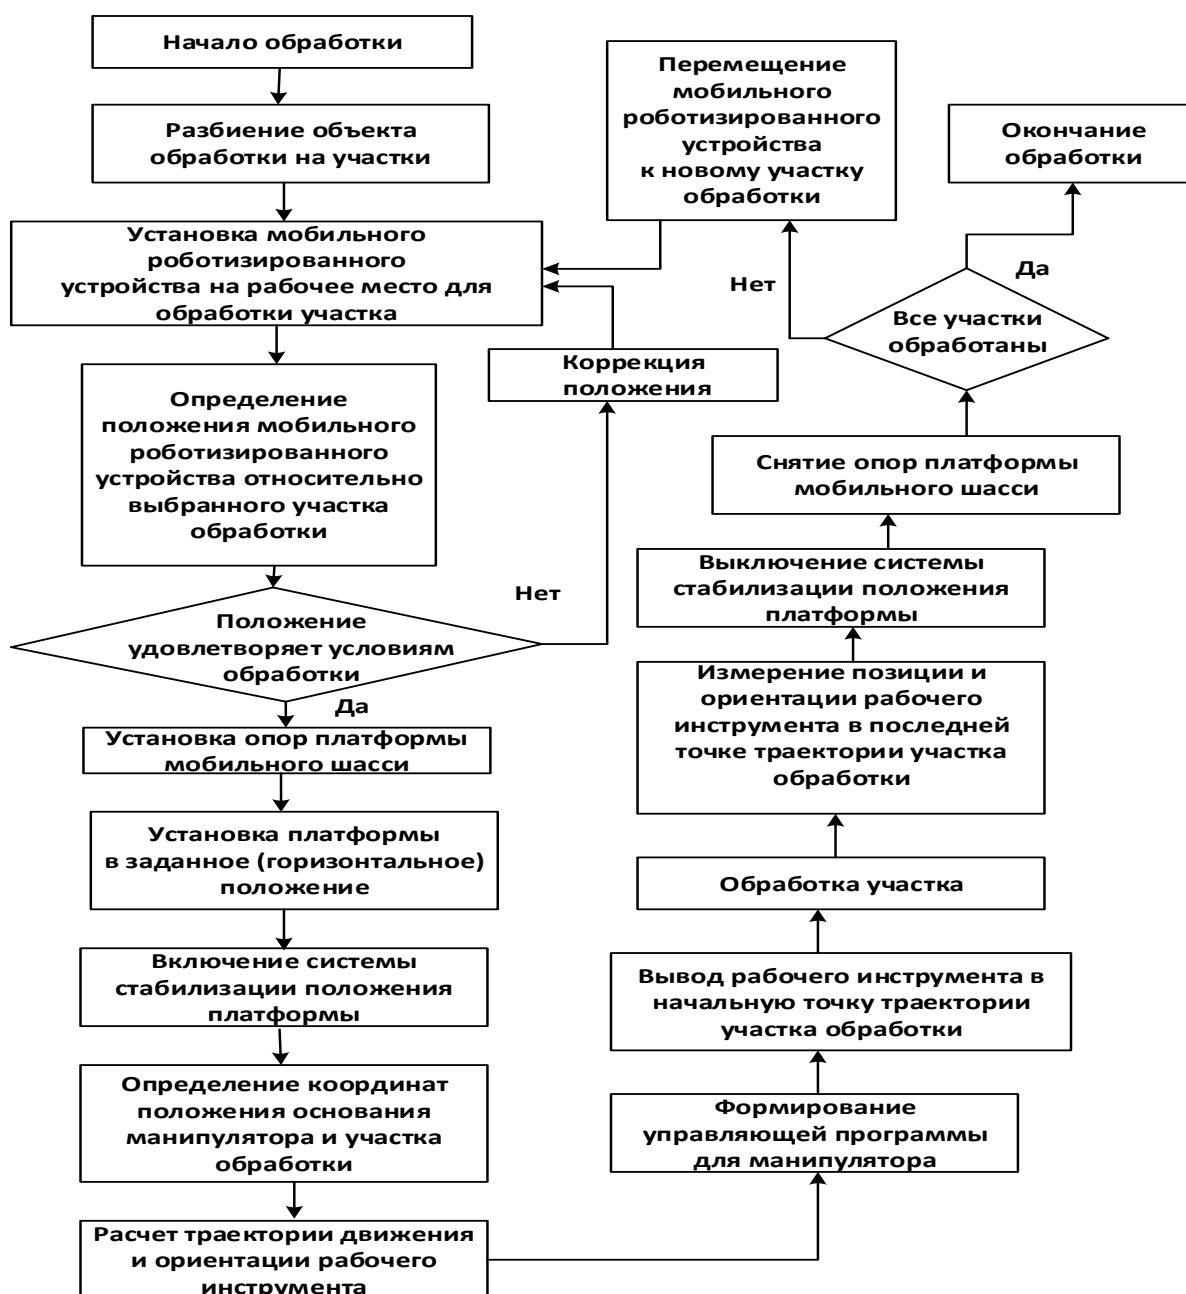 Начало обработки
Разбиение объекта
обработки на участки
Установка мобильного
роботизированного
устройства на рабочее место для
обработки участка
Определение
положения мобильного
роботизированного
устройства относительно
выбранного участка
обработки
Положение
удовлетворяет условиям
обработки
Нет
Коррекция
положения
Да
Установка опор платформы
мобильного шасси
Установка платформы
в заданное (горизонтальное)
положение
Включение системы
стабилизации положения
платформы
Определение координат
положения основания
манипулятора и участка
обработки
Расчет траектории движения
и ориентации рабочего
инструмента
Формирование
управляющей программы
для манипулятора
Вывод рабочего инструмента в
начальную точку траектории
участка обработки
Обработка участка
Измерение позиции и
ориентации рабочего
инструмента в последней
точке траектории участка
обработки
Выключение системы
стабилизации положения
платформы
Снятие опор платформы
мобильного шасси
Все участки
обработаны
Нет
Перемещение
мобильного
роботизированного
устройства
к новому участку
обработки
Да
Окончание
обработки